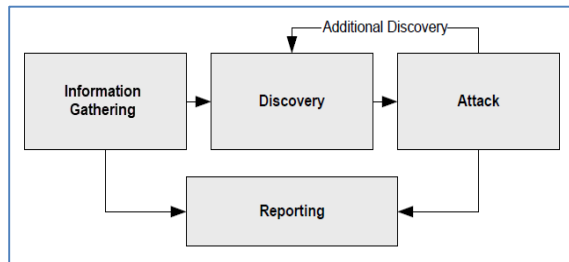 Additional Discovery
Information
Gathering
Discovery
Attack
Reporting